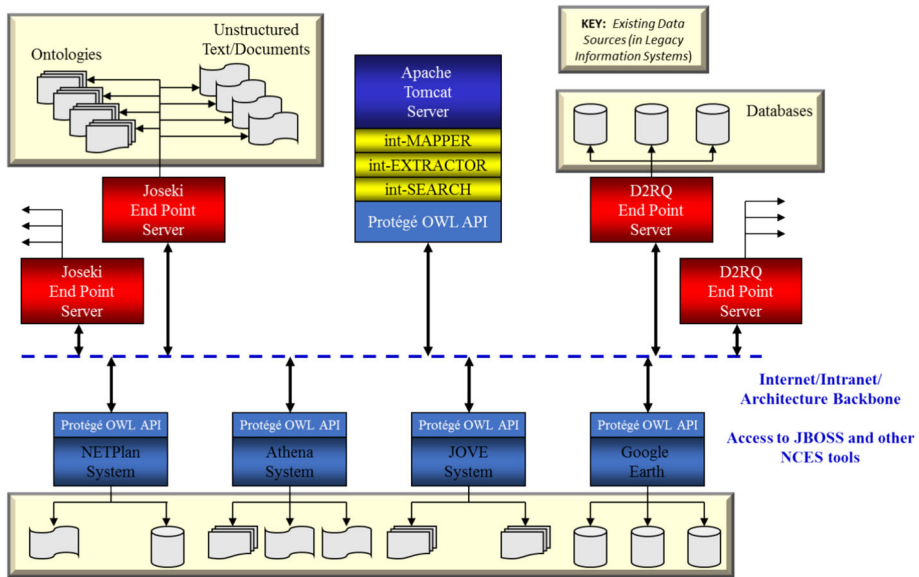 Unstructured
Text/Documents
Ontologies
KEY: Existing Data
Sources (in Legacy
Information Systems)
Apache
Tomcat
Server
int-MAPPER
int-EXTRACTOR
int-SEARCH
Protégé OWL API
Databases
Joseki
End Point
Server
D2RQ
End Point
Server
Joseki
End Point
Server
D2RQ
End Point
Server
Internet/Intranet/
Architecture Backbone
Access to JBOSS and other
NCES tools
Protégé OWL API
NETPlan
System
Protégé OWL API
Athena
System
Protégé OWL API
JOVE
System
Protégé OWL API
Google
Earth